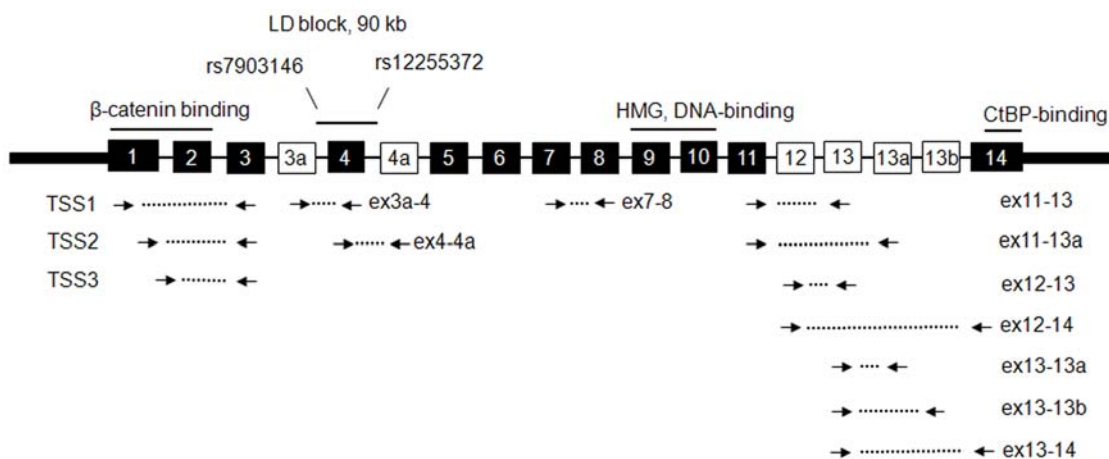 LD block, 90 kb
rs7903146 rs12255372
β-catenin binding HMG, DNA-binding CtBP-binding
1 2 3 3a 4 4a 5 6 7 8 9 10 11 12 13 13a 13b 14
TSS1 ex3a-4 ex7-8 ex11-13
TSS2 ex4-4a ex11-13a
TSS3 ex12-13
ex12-14
ex13-13a
ex13-13b
ex13-14